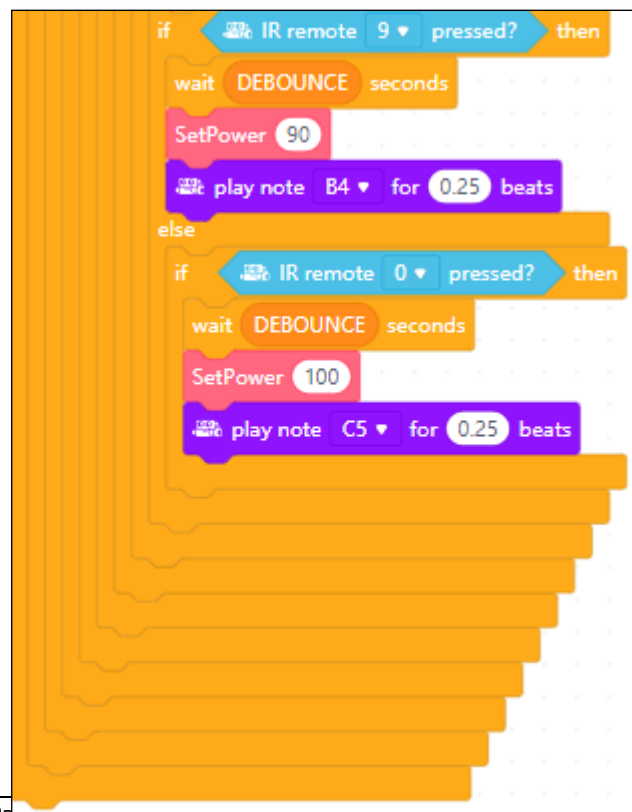 if IR remote 9 pressed? then
wait DEBOUNCE seconds
SetPower 90
play note B4 for 0.25 beats
else
if IR remote 0 pressed? then
wait DEBOUNCE seconds
SetPower 100
play note C5 for 0.25 beats